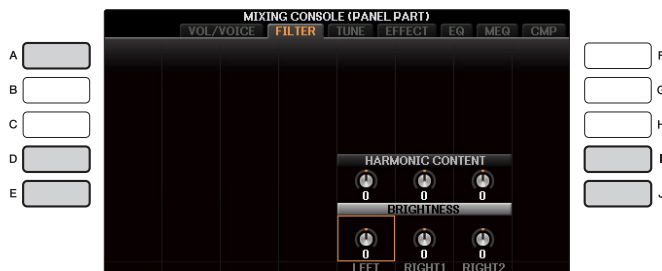 MIXING CONSOLE (PANEL PART)
VOL/VOICE FILTER TUNE EFFECT EQ MEQ CMP
A
B
C
D
E
F
G
H
J
HARMONIC CONTENT
0 0 0
BRIGHTNESS
0 0 0
LEFT RIGHT1 RIGHT2